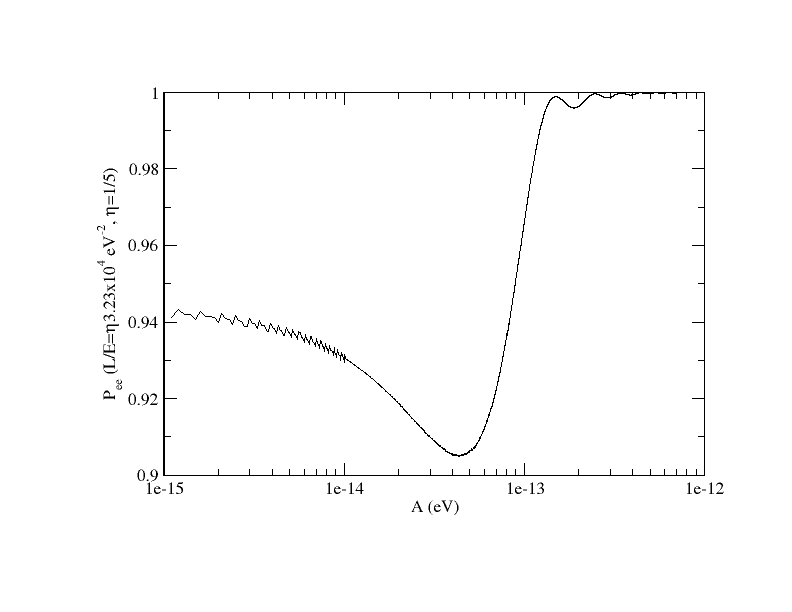 1
0.98
0.96
0.94
0.92
0.9
P_ee (L/E=η3.23x10^4 eV^-2, η=1/5)
1e-15 1e-14 1e-13 1e-12
A (eV)